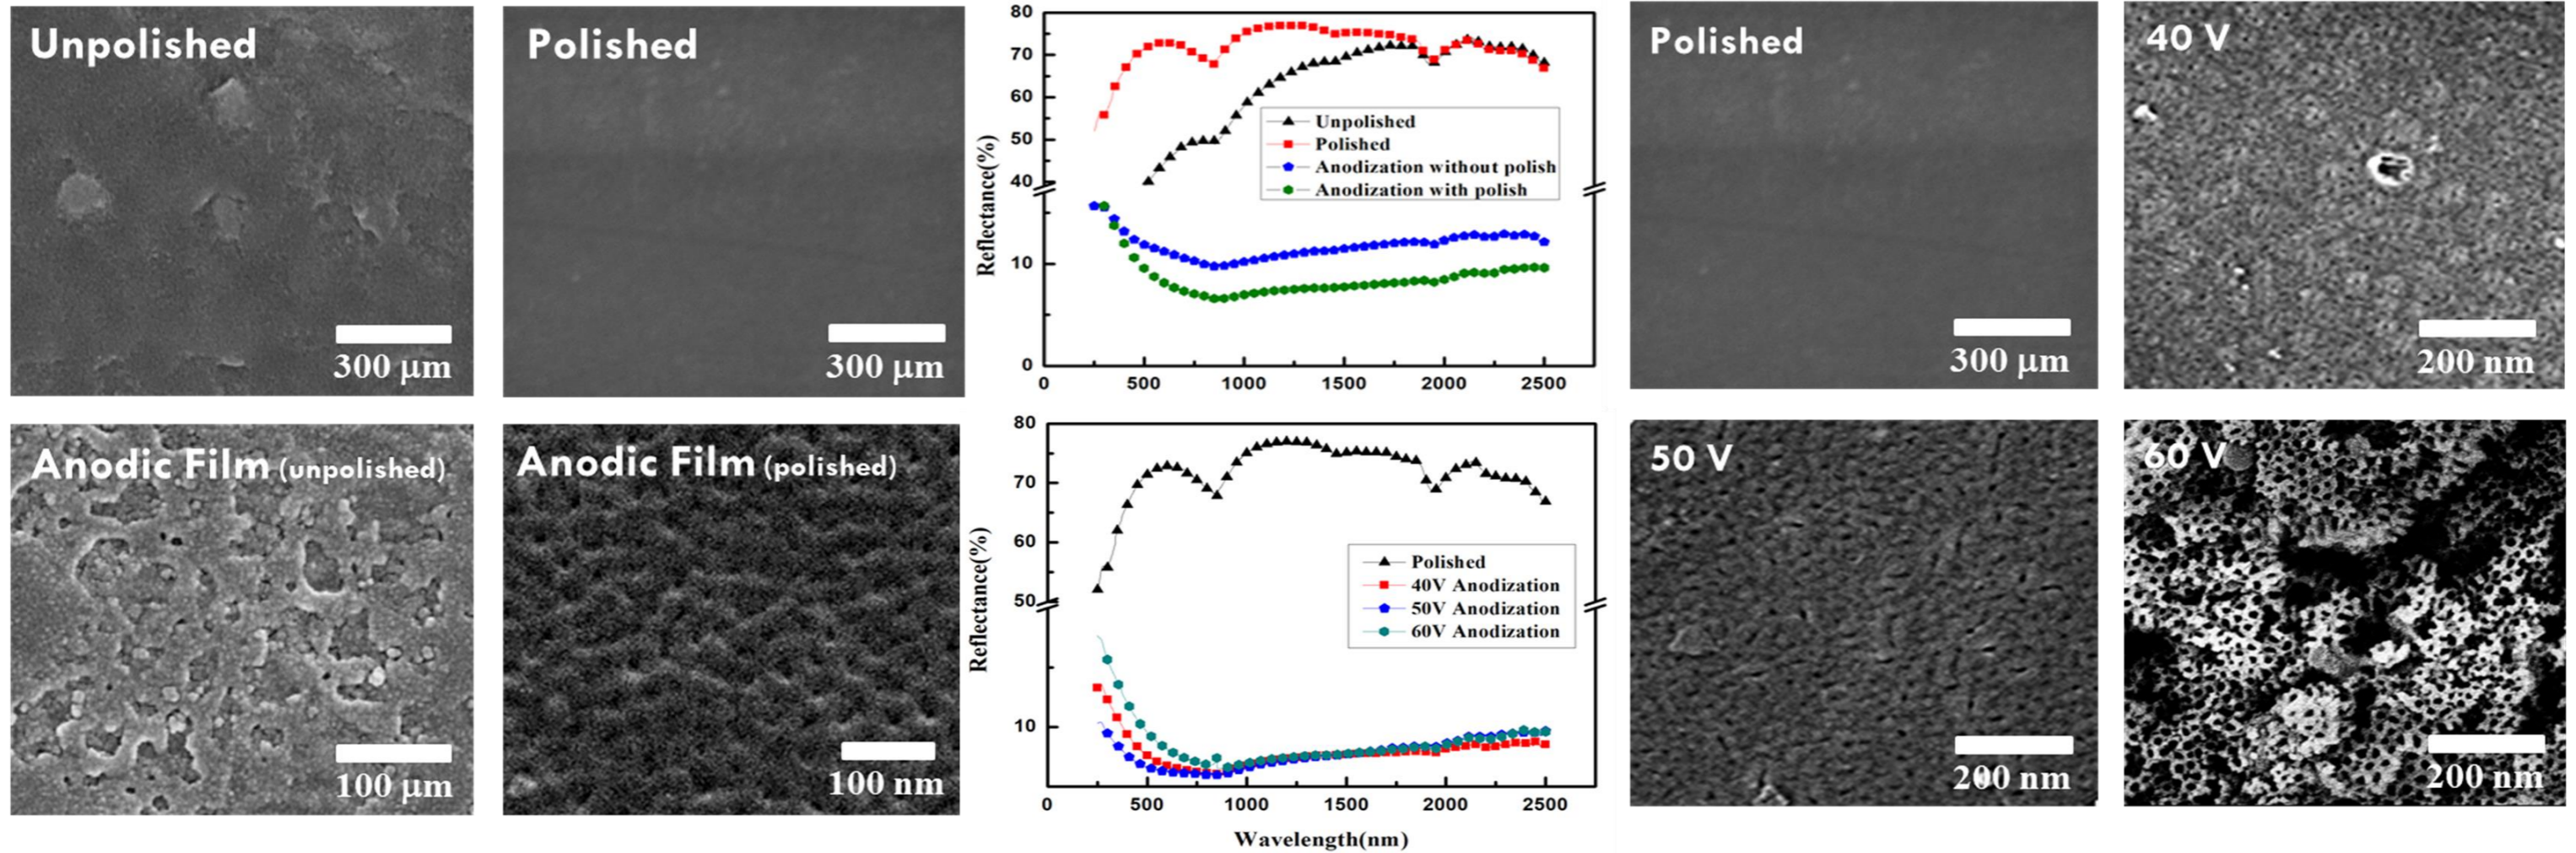 Unpolished
300 μm
Polished
300 μm
80
70
60
50
40
10
0
Reflectance(%)
Unpolished
Polished
Anodization without polish
Anodization with polish
0 500 1000 1500 2000 2500
Polished
300 μm
40 V
200 nm
Anodic Film (unpolished)
100 μm
Anodic Film (polished)
100 nm
80
70
60
50
10
Reflectance(%)
Polished
40V Anodization
50V Anodization
60V Anodization
0 500 1000 1500 2000 2500
Wavelength(nm)
50 V
200 nm
60 V
200 nm